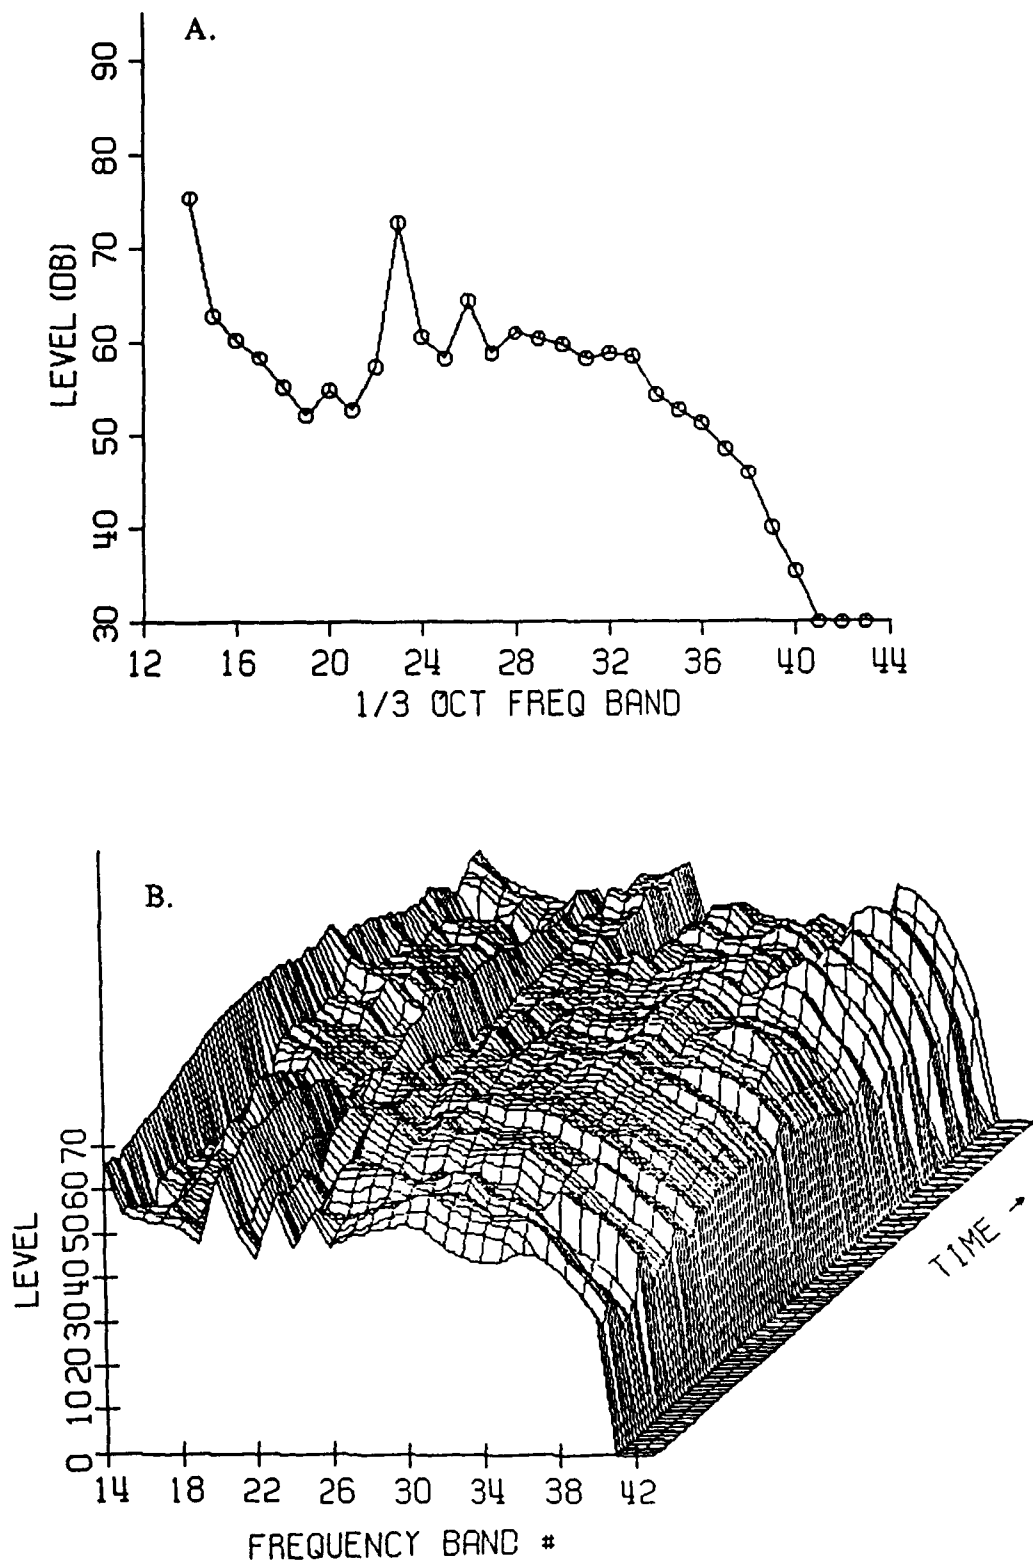 A.
90
80
70
60
50
40
30
LEVEL (DB)
12 16 20 24 28 32 36 40 44
1/3 OCT FREQ BAND
B.
70
60
50
40
30
20
10
0
LEVEL
14 18 22 26 30 34 38 42
FREQUENCY BAND #
TIME →